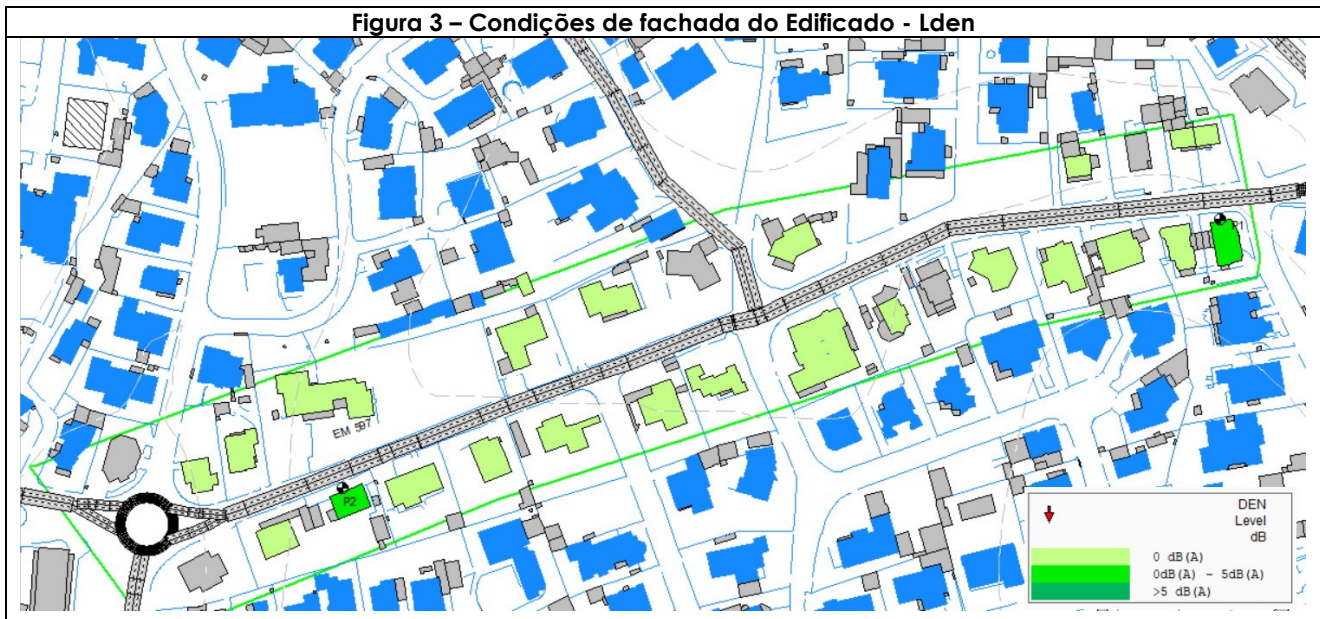 Figura 3 – Condições de fachada do Edificado - Lden
P1
EM 597
P2
DEN
Level
dB
0 dB(A)
0dB(A) - 5dB(A)
>5 dB(A)